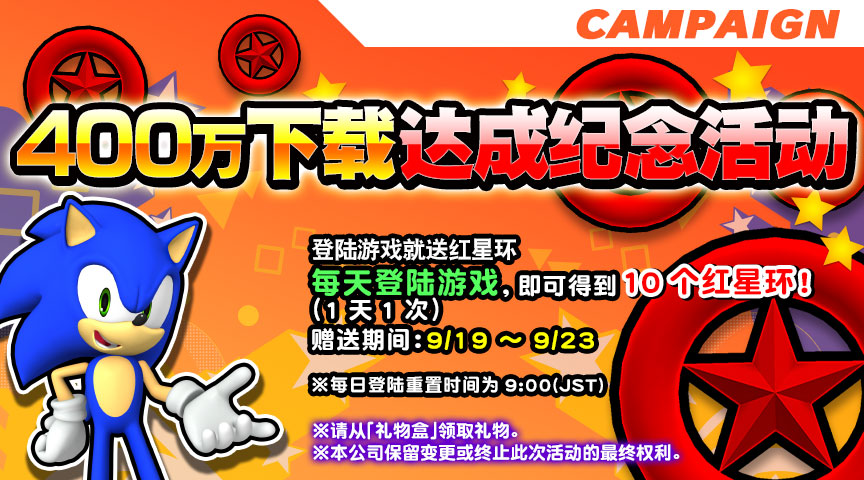 CAMPAIGN
400万下载达成纪念活动
登陆游戏就送红星环
每天登陆游戏，即可得到 10 个红星环！
（1 天 1 次）
赠送期间：9/19 ～ 9/23
※每日登陆重置时间为 9:00(JST)
※请从「礼物盒」领取礼物。
※本公司保留变更或终止此次活动的最终权利。